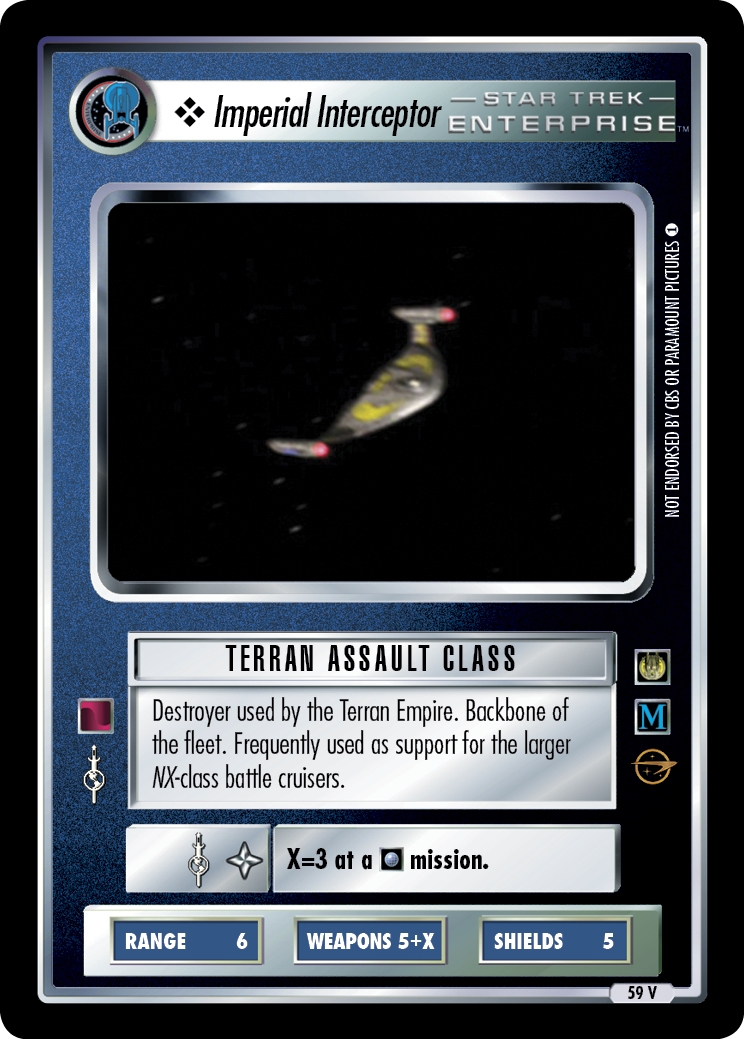 ❖ Imperial Interceptor
STAR TREK
ENTERPRISE™
NOT ENDORSED BY CBS OR PARAMOUNT PICTURES 1
TERRAN ASSAULT CLASS
Destroyer used by the Terran Empire. Backbone of
the fleet. Frequently used as support for the larger
NX-class battle cruisers.
M
X=3 at a mission.
RANGE 6
WEAPONS 5+X
SHIELDS 5
59 V